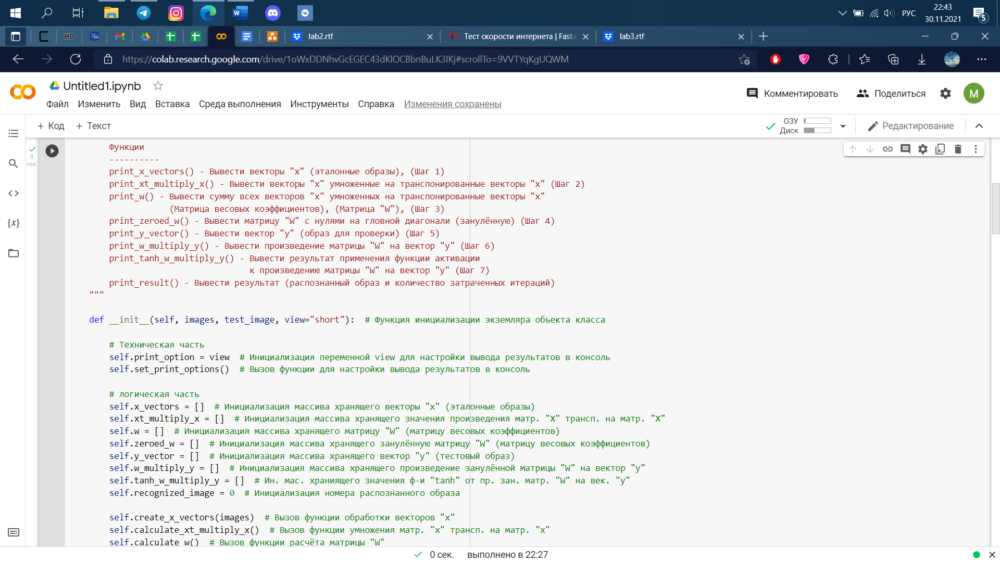 22:43
РУС
30.11.2021
5
HD
lab2.rtf
Тест скорости интернета | Fast.c
lab3.rtf
https://colab.research.google.com/drive/1oWxDDNhvGcEGEC43dKlOCBbnBuLK3IKj#scrollTo=9VVTYqKgUQWM
Untitled1.ipynb
Комментировать
Поделиться
M
Файл Изменить Вид Вставка Среда выполнения Инструменты Справка Изменения сохранены
+ Код + Текст
ОЗУ
Диск
Редактирование
0
сек.
Функции
----------
print_x_vectors() - Вывести векторы "x" (эталонные образы), (Шаг 1)
print_xt_multiply_x() - Вывести векторы "x" умноженные на транспонированные векторы "x" (Шаг 2)
print_w() - Вывести сумму всех векторов "x" умноженных на транспонированные векторы "x"
(Матрица весовых коэффициентов), (Матрица "W"), (Шаг 3)
print_zeroed_w() - Вывести матрицу "W" с нулями на гловной диагонали (занулённую) (Шаг 4)
print_y_vector() - Вывести вектор "y" (образ для проверки) (Шаг 5)
print_w_multiply_y() - Вывести произведение матрицы "W" на вектор "y" (Шаг 6)
print_tanh_w_multiply_y() - Вывести результат применения функции активации
к произведению матрицы "W" на вектор "y" (Шаг 7)
print_result() - Вывести результат (распознанный образ и количество затраченных итераций)
"""
def __init__(self, images, test_image, view="short"):  # Функция инициализации экземляра объекта класса
# Техническая часть
self.print_option = view  # Инициализация переменной view для настройки вывода результатов в консоль
self.set_print_options()  # Вызов функции для настройки вывода результатов в консоль
# логическая часть
self.x_vectors = []  # Инициализация массива хранящего векторы "x" (эталонные образы)
self.xt_multiply_x = []  # Инициализация массива хранящего значения произведения матр. "X" трансп. на матр. "X"
self.w = []  # Инициализация массива хранящего матрицу "W" (матрицу весовых коэффициентов)
self.zeroed_w = []  # Инициализация массива хранящего занулённую матрицу "W" (матрицу весовых коэффициентов)
self.y_vector = []  # Инициализация массива хранящего вектор "y" (тестовый образ)
self.w_multiply_y = []  # Инициализация массива хранящего произведение занулённой матрицы "W" на вектор "y"
self.tanh_w_multiply_y = []  # Ин. мас. храниящего значения ф-и "tanh" от пр. зан. матр. "W" на век. "y"
self.recognized_image = 0  # Инициализация номера распознанного образа
self.create_x_vectors(images)  # Вызов функции обработки векторов "x"
self.calculate_xt_multiply_x()  # Вызов функции умножения матр. "x" трансп. на матр. "x"
self.calculate_w()  # Вызов функции расчёта матрицы "W"
0 сек. выполнено в 22:27